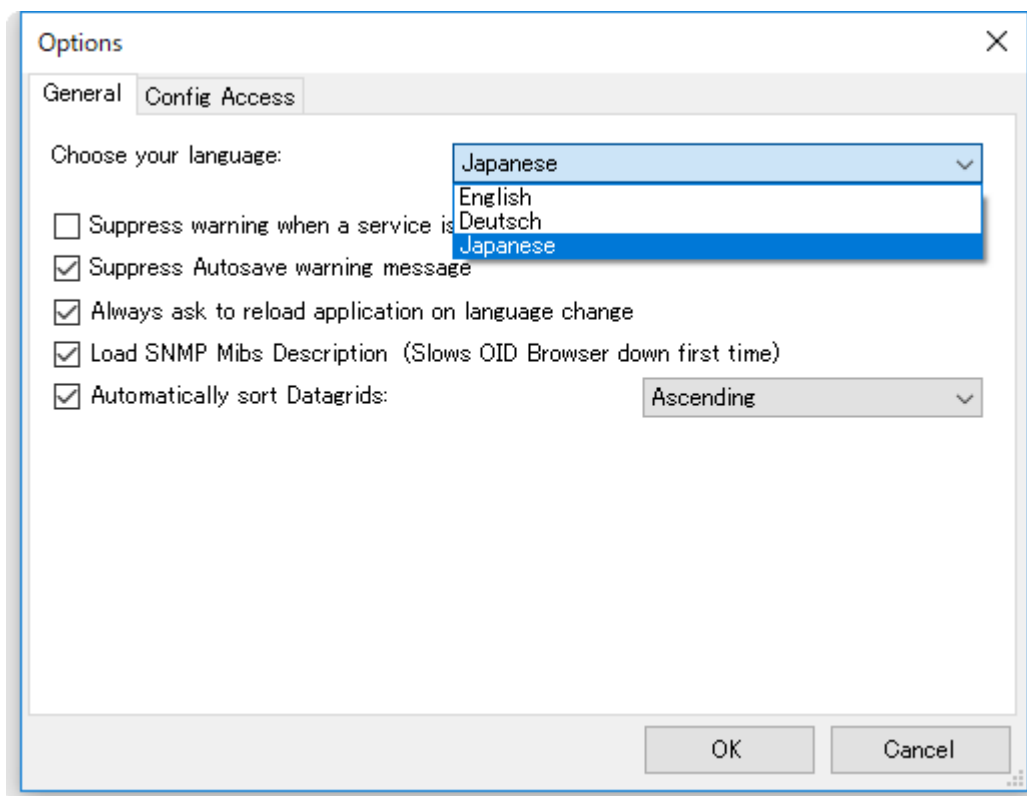 Options
General
Config Access
Choose your language:
Japanese
English
Deutsch
Japanese
Suppress warning when a service is
Suppress Autosave warning message
Always ask to reload application on language change
Load SNMP Mibs Description (Slows OID Browser down first time)
Automatically sort Datagrids:
Ascending
OK
Cancel